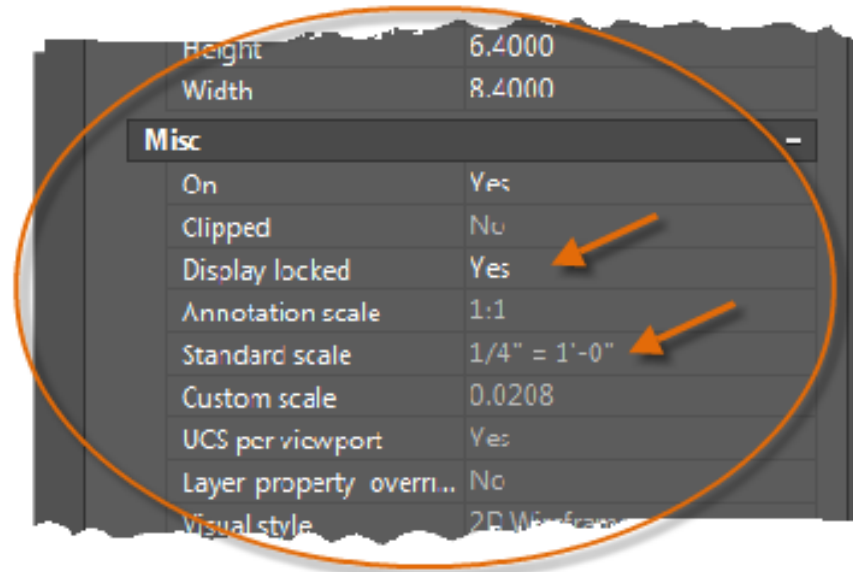 Height 6.4000
Width 8.4000
Misc
On Yes
Clipped No
Display locked Yes
Annotation scale 1:1
Standard scale 1/4" = 1'-0"
Custom scale 0.0208
UCS per viewport Yes
Layer property overri... No
Visual style 2D Wireframe